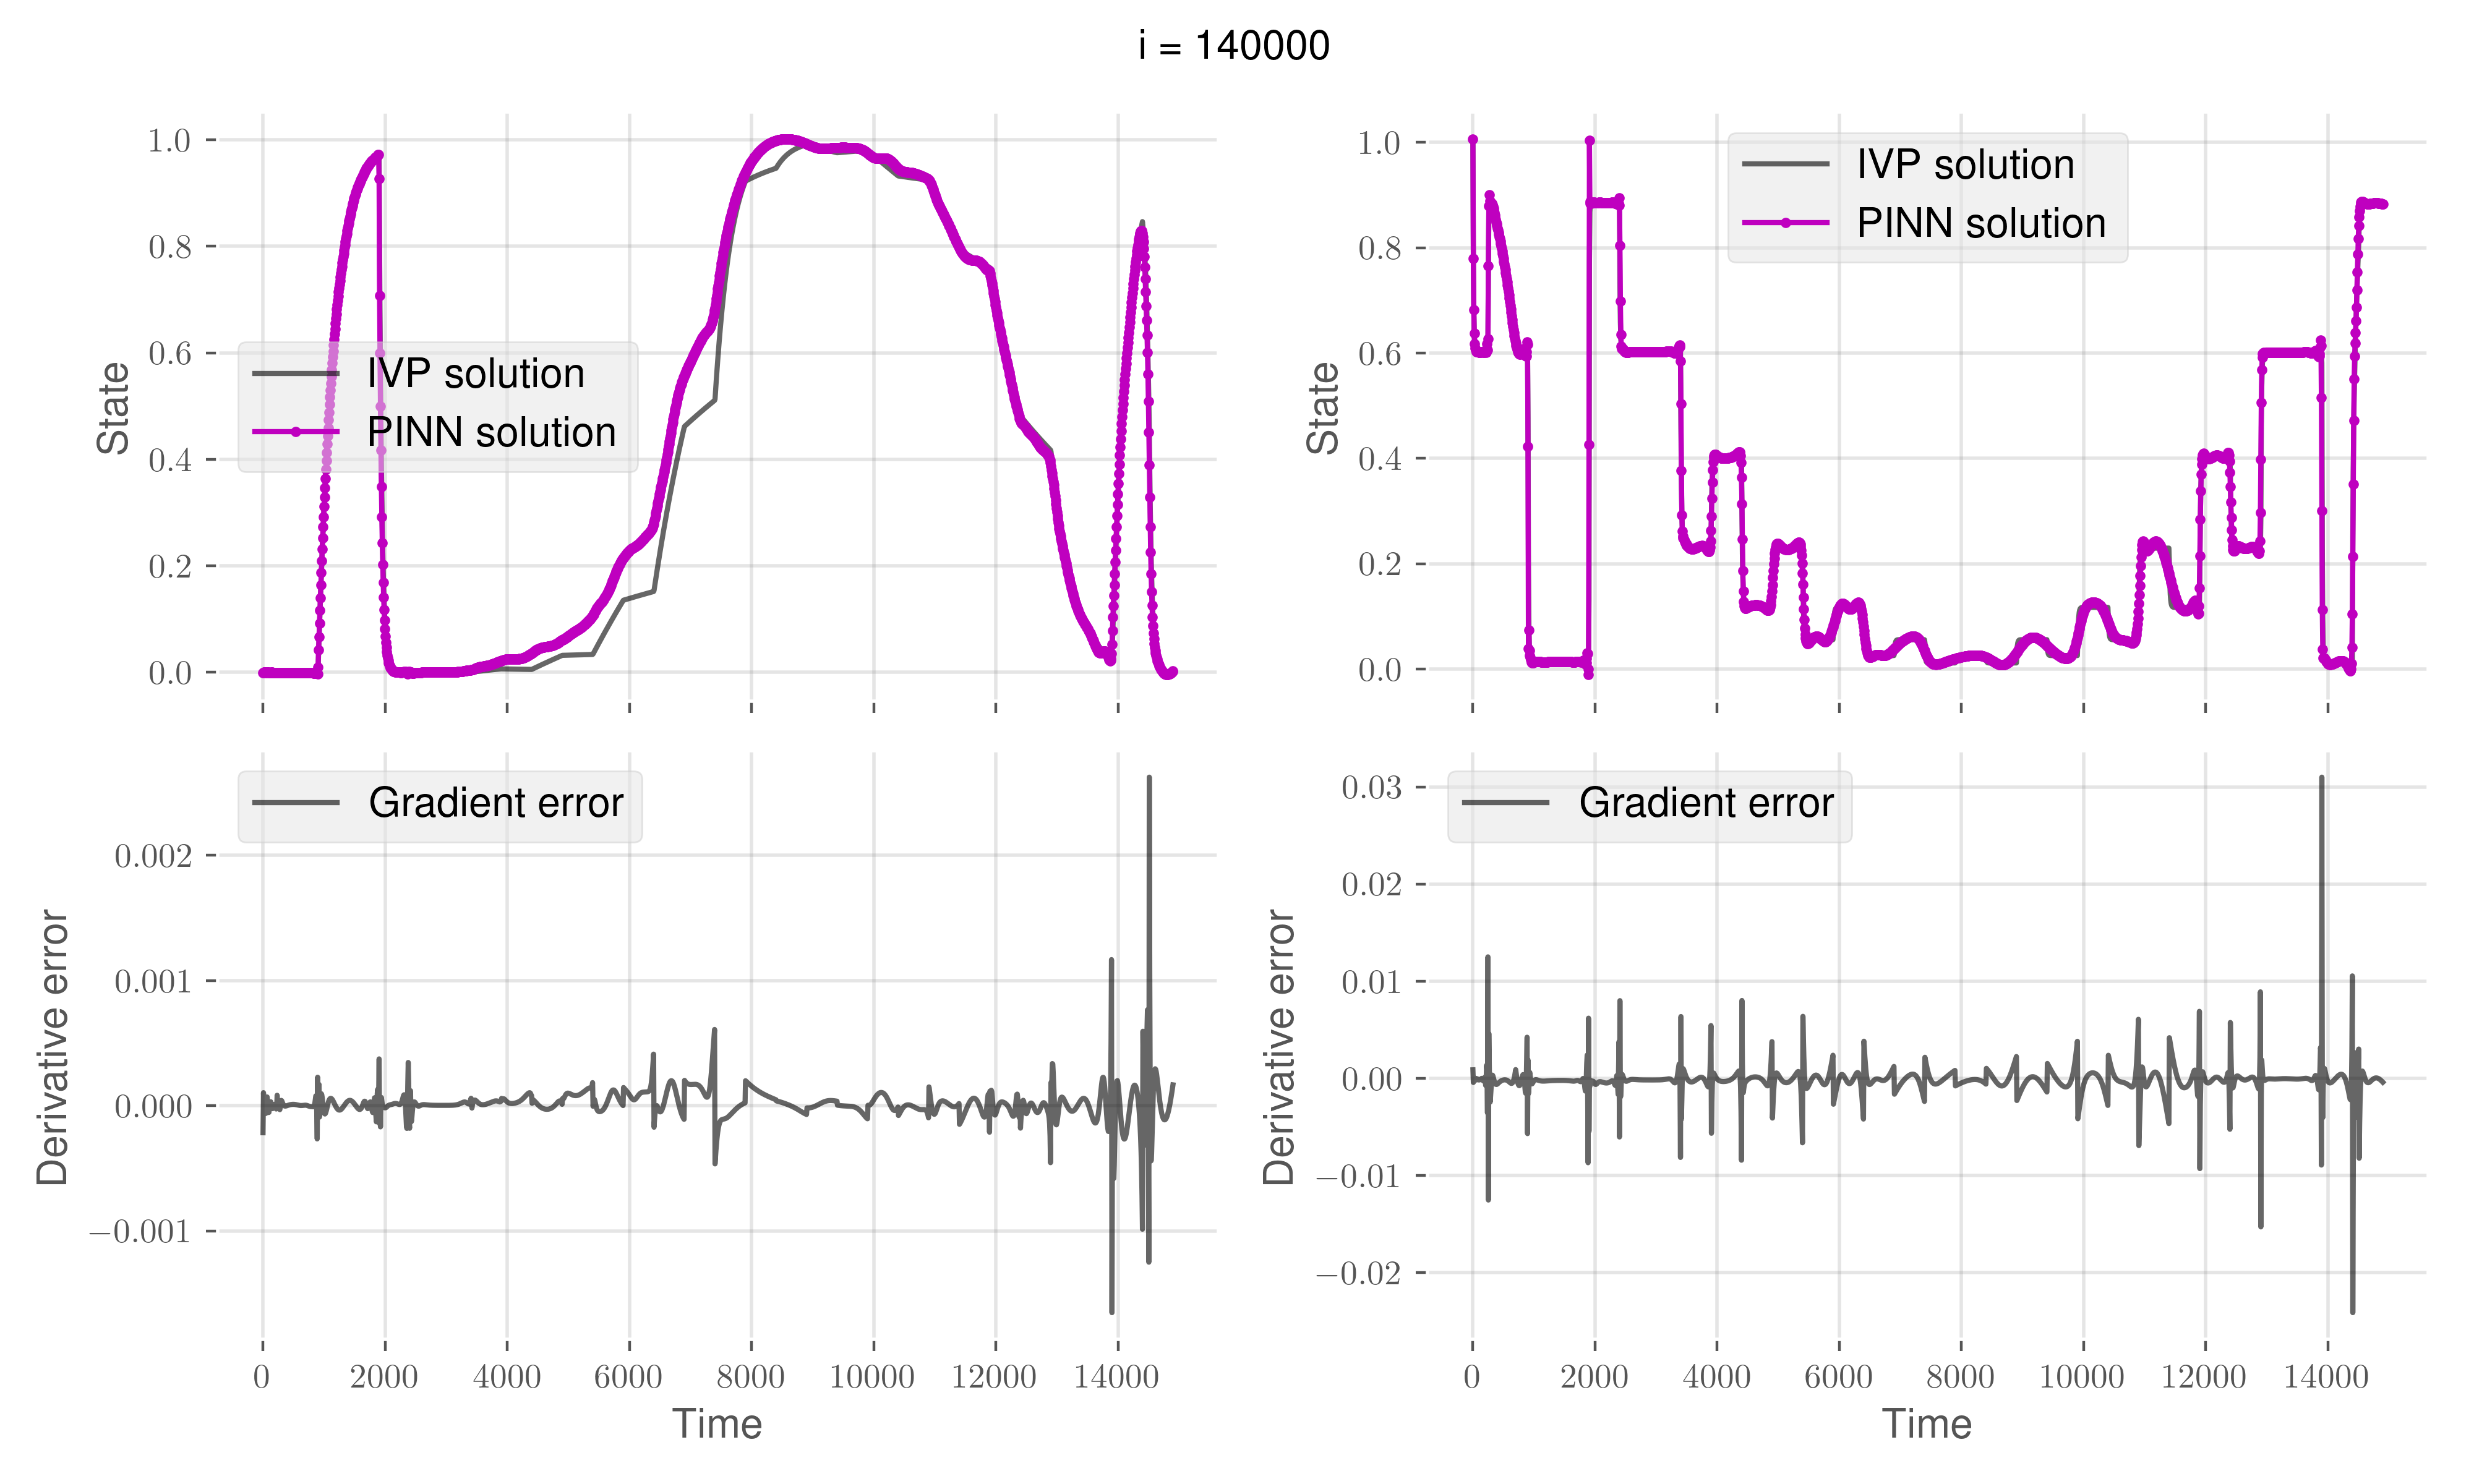 i = 140000
State
1.0
0.8
0.6
0.4
0.2
0.0
IVP solution
PINN solution
State
1.0
0.8
0.6
0.4
0.2
0.0
IVP solution
PINN solution
Derivative error
0.002
0.001
0.000
−0.001
Gradient error
0 2000 4000 6000 8000 10000 12000 14000
Time
Derivative error
0.03
0.02
0.01
0.00
−0.01
−0.02
Gradient error
0 2000 4000 6000 8000 10000 12000 14000
Time